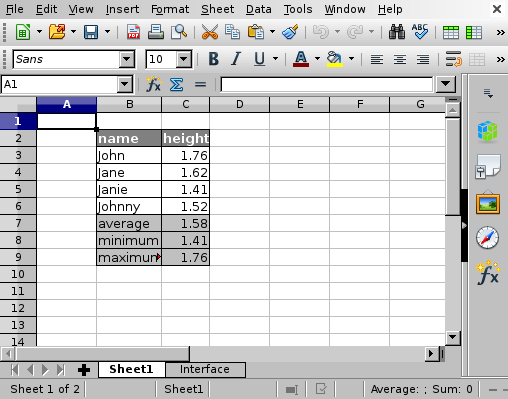 File Edit View Insert Format Sheet Data Tools Window Help
ABC
Sans 10 B I U A
A1
A B C D E F G
1
2 name height
3 John 1.76
4 Jane 1.62
5 Janie 1.41
6 Johnny 1.52
7 average 1.58
8 minimum 1.41
9 maximun 1.76
10
11
12
13
14
Sheet1 Interface
Sheet 1 of 2 Sheet1 Average: ; Sum: 0